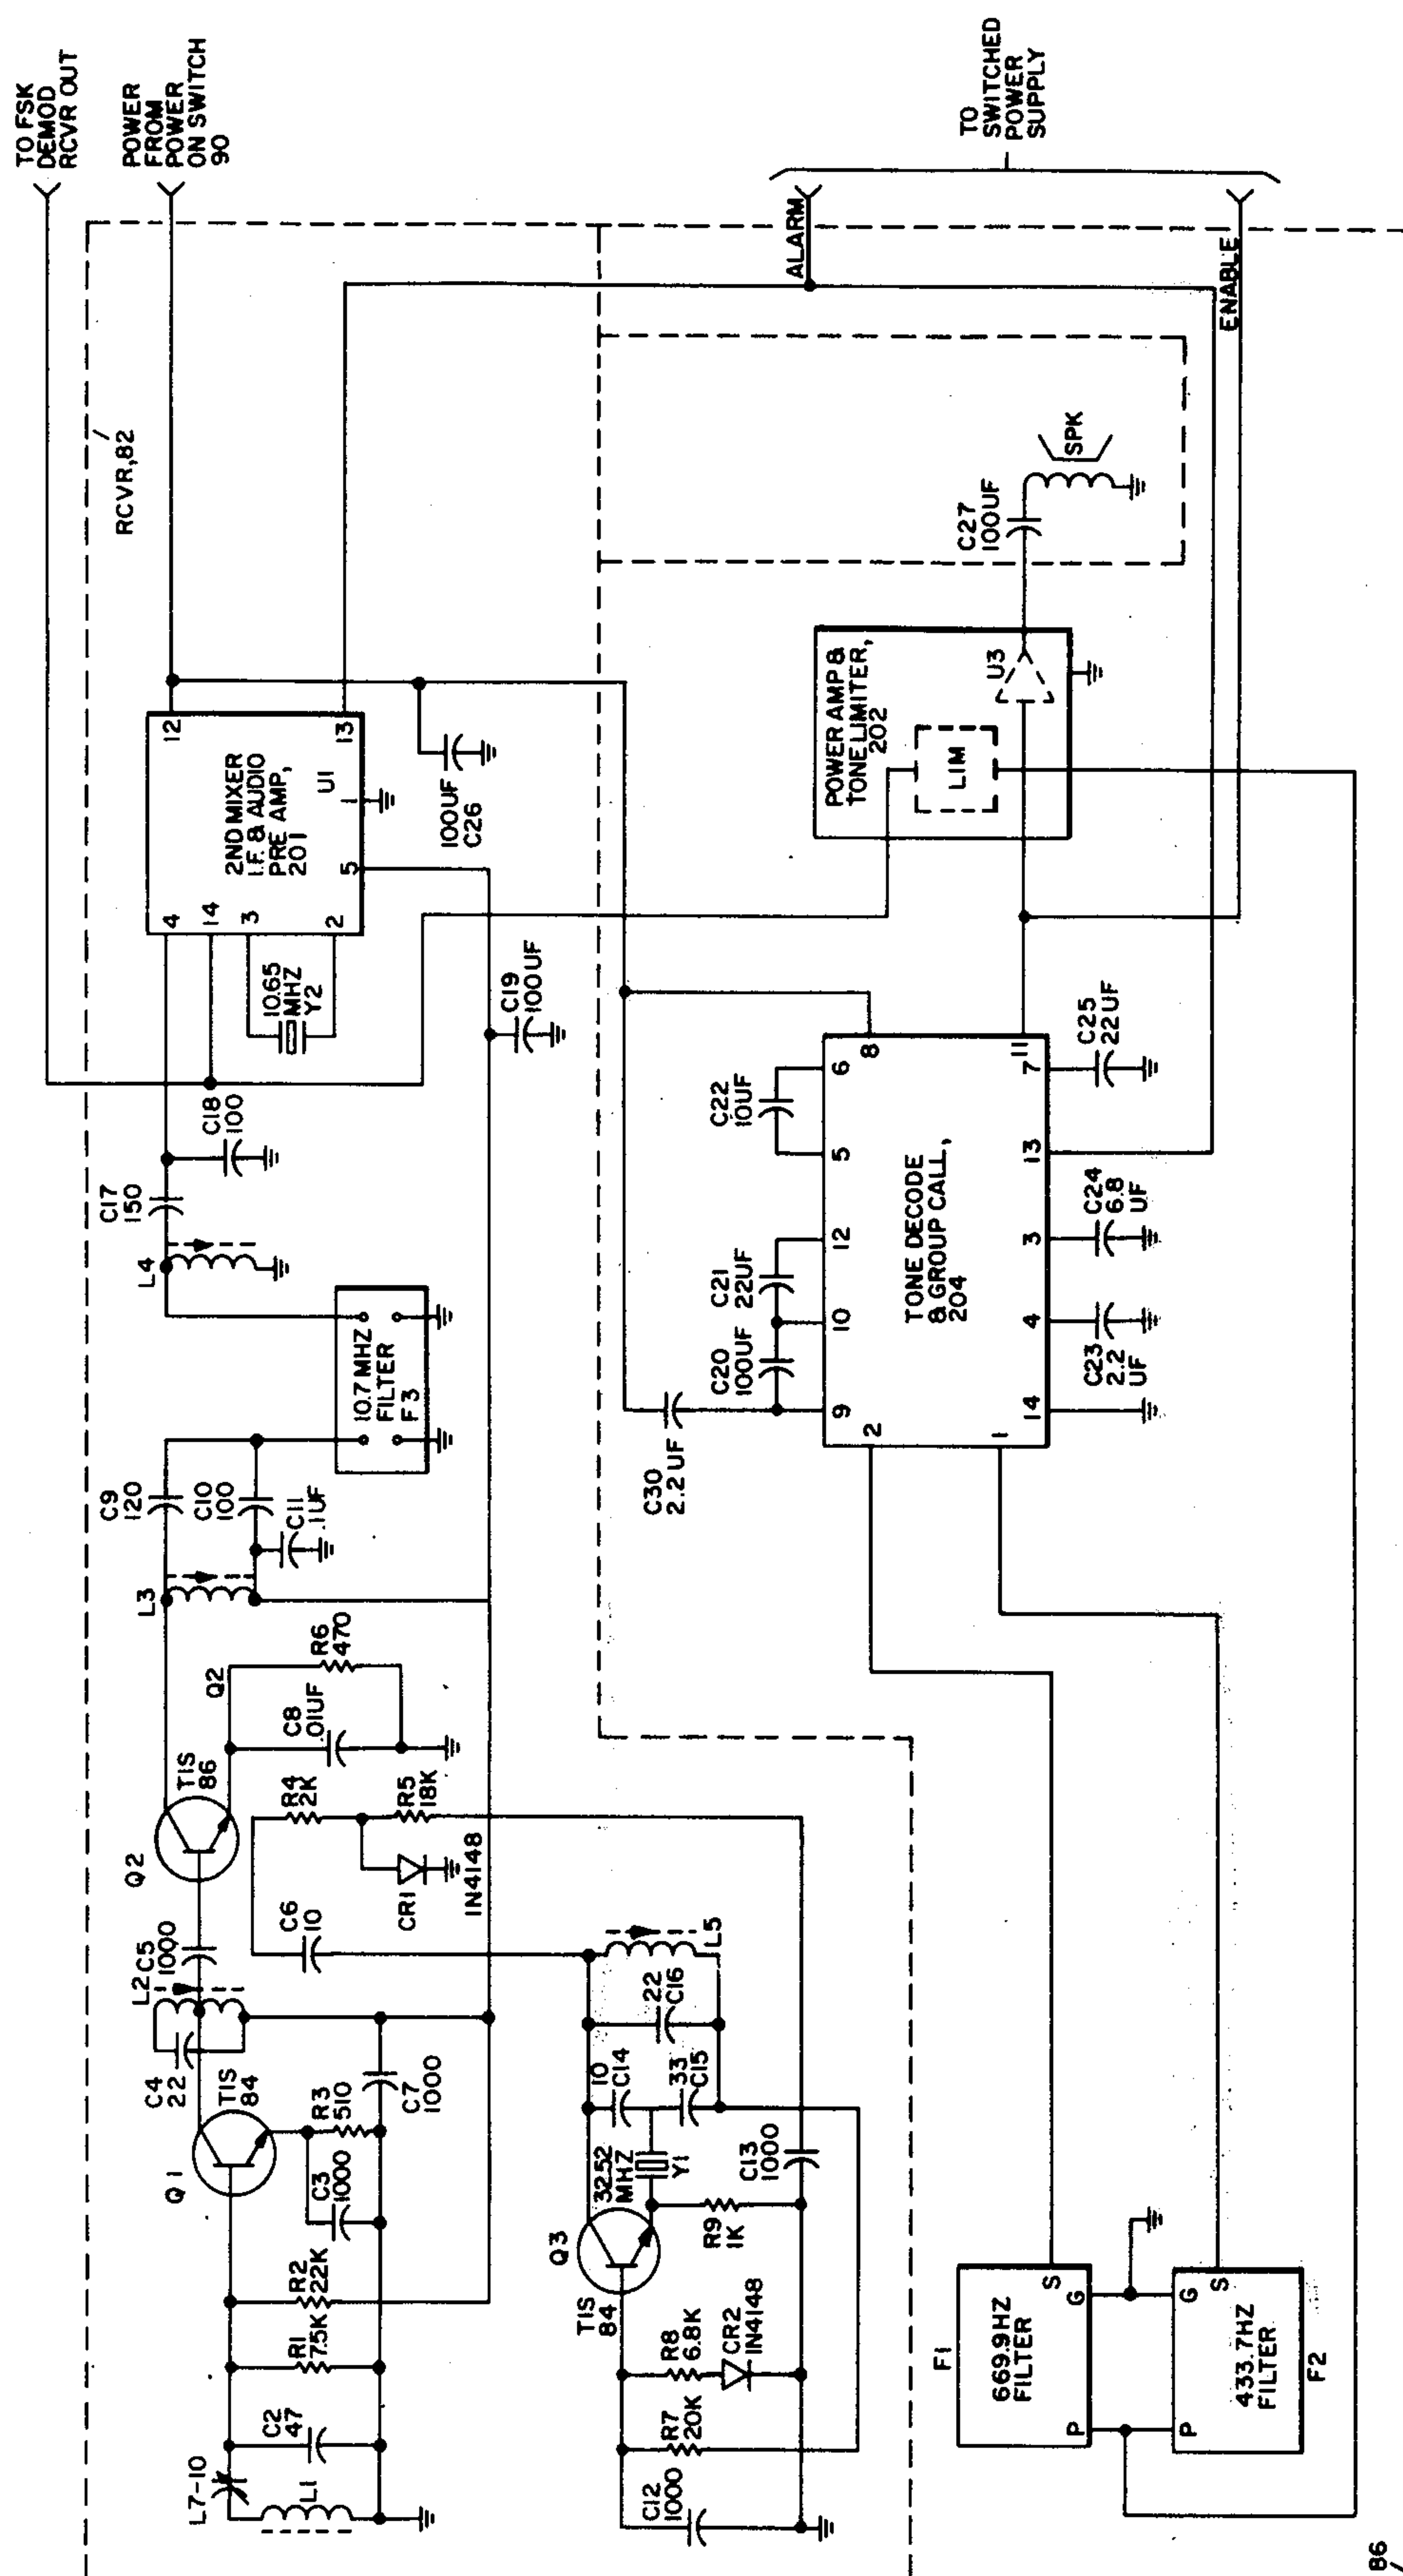 TO FSK
DEMOD
RCVR OUT
POWER
FROM
POWER
ON SWITCH
90
RCVR,82
L7-10
L1
C2
47
R1
75K
R2
22K
Q1
TIS
84
C3
1000
R3
510
C4
22
L2
C5
1000
C7
1000
Q2
TIS
86
Q2
C8
.01UF
R6
470
C6
10
R4
2K
R5
18K
CR1
1N4148
L3
C9
120
C10
100
C11
.1UF
10.7 MHZ
FILTER
F3
L4
C17
150
C18
100
10.65
MHZ
Y2
4
14
3
2
2ND MIXER
I.F. & AUDIO
PRE AMP,
201
5
U1
1
12
13
C19
100UF
100UF
C26
C12
1000
R7
20K
R8
6.8K
CR2
1N4148
TIS
84
Q3
R9
1K
32.52
MHZ
Y1
10
C14
33
C15
22
C16
L5
C13
1000
C30
2.2UF
C20
100UF
C21
22UF
C22
10UF
9
10
12
5
6
8
2
1
TONE DECODE
& GROUP CALL,
204
14
4
3
13
7
11
C23
2.2
UF
C24
6.8
UF
C25
22UF
POWER AMP &
TONE LIMITER,
202
LIM
U3
C27
100UF
SPK
ALARM
ENABLE
TO
SWITCHED
POWER
SUPPLY
F1
669.9HZ
FILTER
P
G
S
433.7HZ
FILTER
P
G
S
F2
86